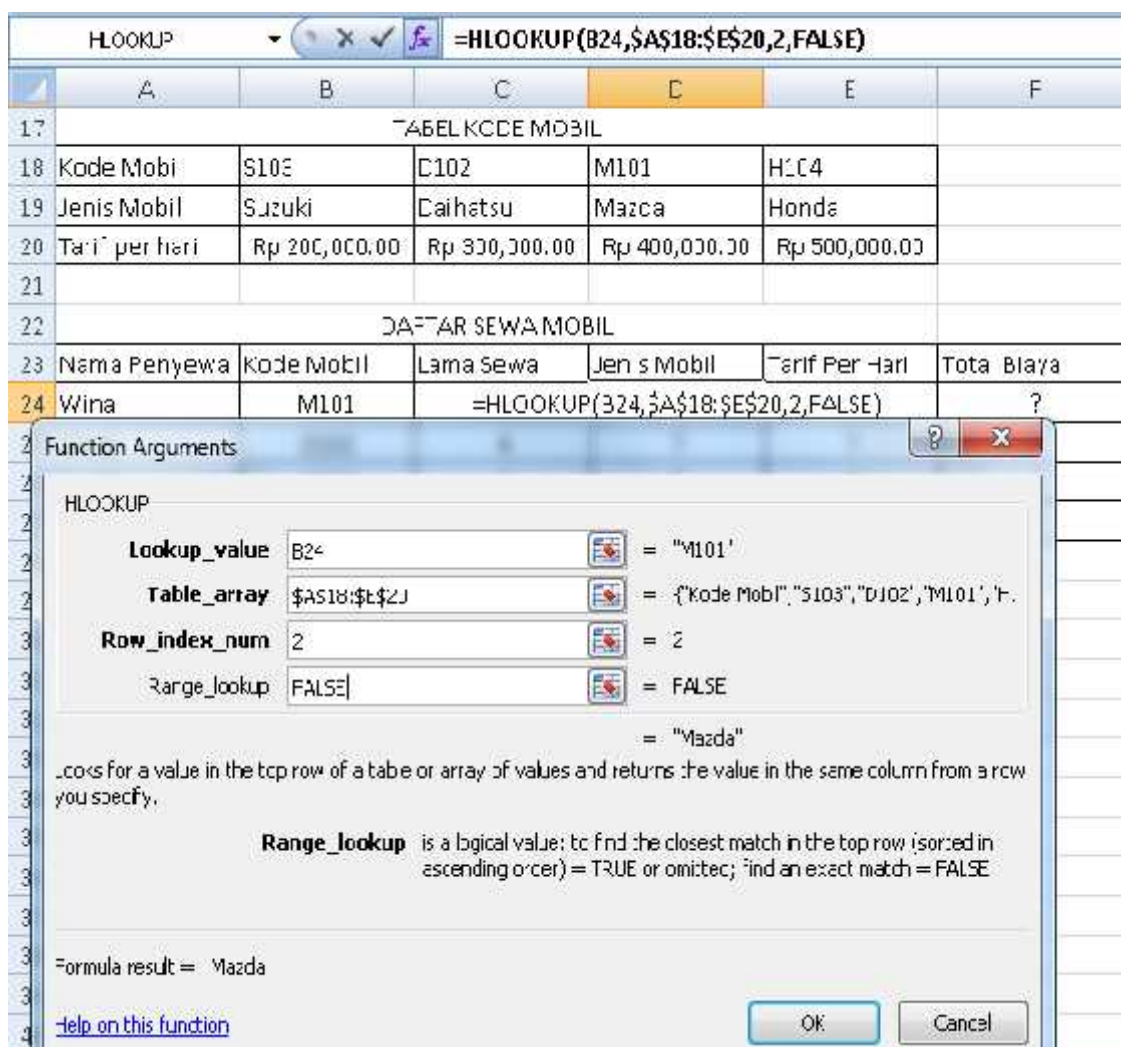 HLOOKUP =HLOOKUP(B24,$A$18:$E$20,2,FALSE)
A B C D E F
17 TABEL KODE MOBIL
18 Kode Mobil S103 D102 M101 H104
19 Jenis Mobil Suzuki Daihatsu Mazda Honda
20 Tarif per hari Rp 200,000.00 Rp 300,000.00 Rp 400,000.00 Rp 500,000.00
21
22 DAFTAR SEWA MOBIL
23 Nama Penyewa Kode Mobil Lama Sewa Jenis Mobil Tarif Per Hari Total Biaya
24 Wina M101 =HLOOKUP(B24,$A$18:$E$20,2,FALSE) ?
Function Arguments
HLOOKUP
Lookup_value B24 = "M101"
Table_array $A$18:$E$20 = {"Kode Mobil","S103","D102","M101","H.
Row_index_num 2 = 2
Range_lookup FALSE = FALSE
= "Mazda"
Looks for a value in the top row of a table or array of values and returns the value in the same column from a row
you specify.
Range_lookup is a logical value: to find the closest match in the top row (sorted in
ascending order) = TRUE or omitted; find an exact match = FALSE
Formula result = Mazda
Help on this function OK Cancel